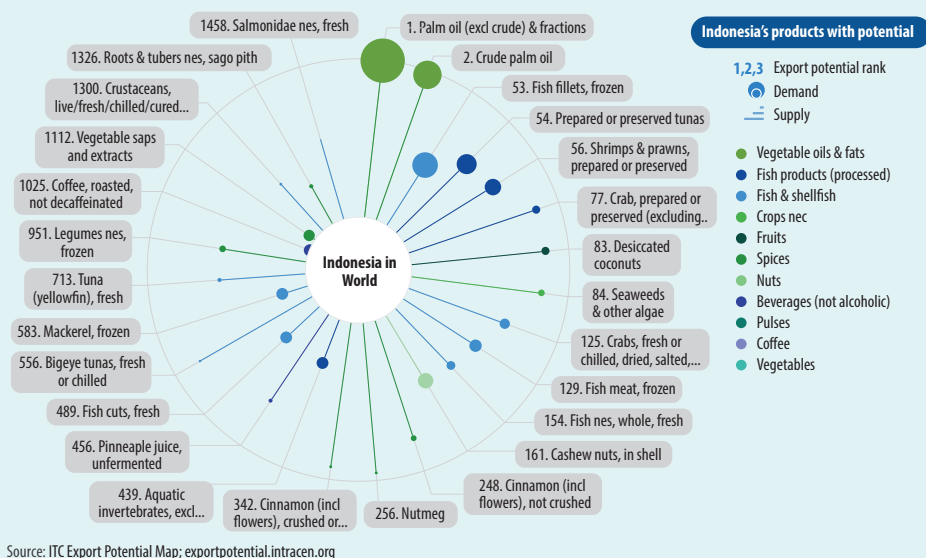 1458. Salmonidae nes, fresh
1. Palm oil (excl crude) & fractions
1326. Roots & tubers nes, sago pith
2. Crude palm oil
1300. Crustaceans,
live/fresh/chilled/cured...
53. Fish fillets, frozen
1112. Vegetable saps
and extracts
54. Prepared or preserved tunas
1025. Coffee, roasted,
not decaffeinated
56. Shrimps & prawns,
prepared or preserved
951. Legumes nes,
frozen
77. Crab, prepared or
preserved (excluding..
713. Tuna
(yellowfin), fresh
83. Desiccated
coconuts
583. Mackerel, frozen
84. Seaweeds
& other algae
556. Bigeye tunas, fresh
or chilled
125. Crabs, fresh or
chilled, dried, salted,...
489. Fish cuts, fresh
129. Fish meat, frozen
456. Pinneaple juice,
unfermented
154. Fish nes, whole, fresh
439. Aquatic
invertebrates, excl...
161. Cashew nuts, in shell
342. Cinnamon (incl
flowers), crushed or...
256. Nutmeg
248. Cinnamon (incl
flowers), not crushed
Indonesia in
World
Indonesia's products with potential
1,2,3 Export potential rank
Demand
Supply
Vegetable oils & fats
Fish products (processed)
Fish & shellfish
Crops nec
Fruits
Spices
Nuts
Beverages (not alcoholic)
Pulses
Coffee
Vegetables
Source: ITC Export Potential Map; exportpotential.intracen.org